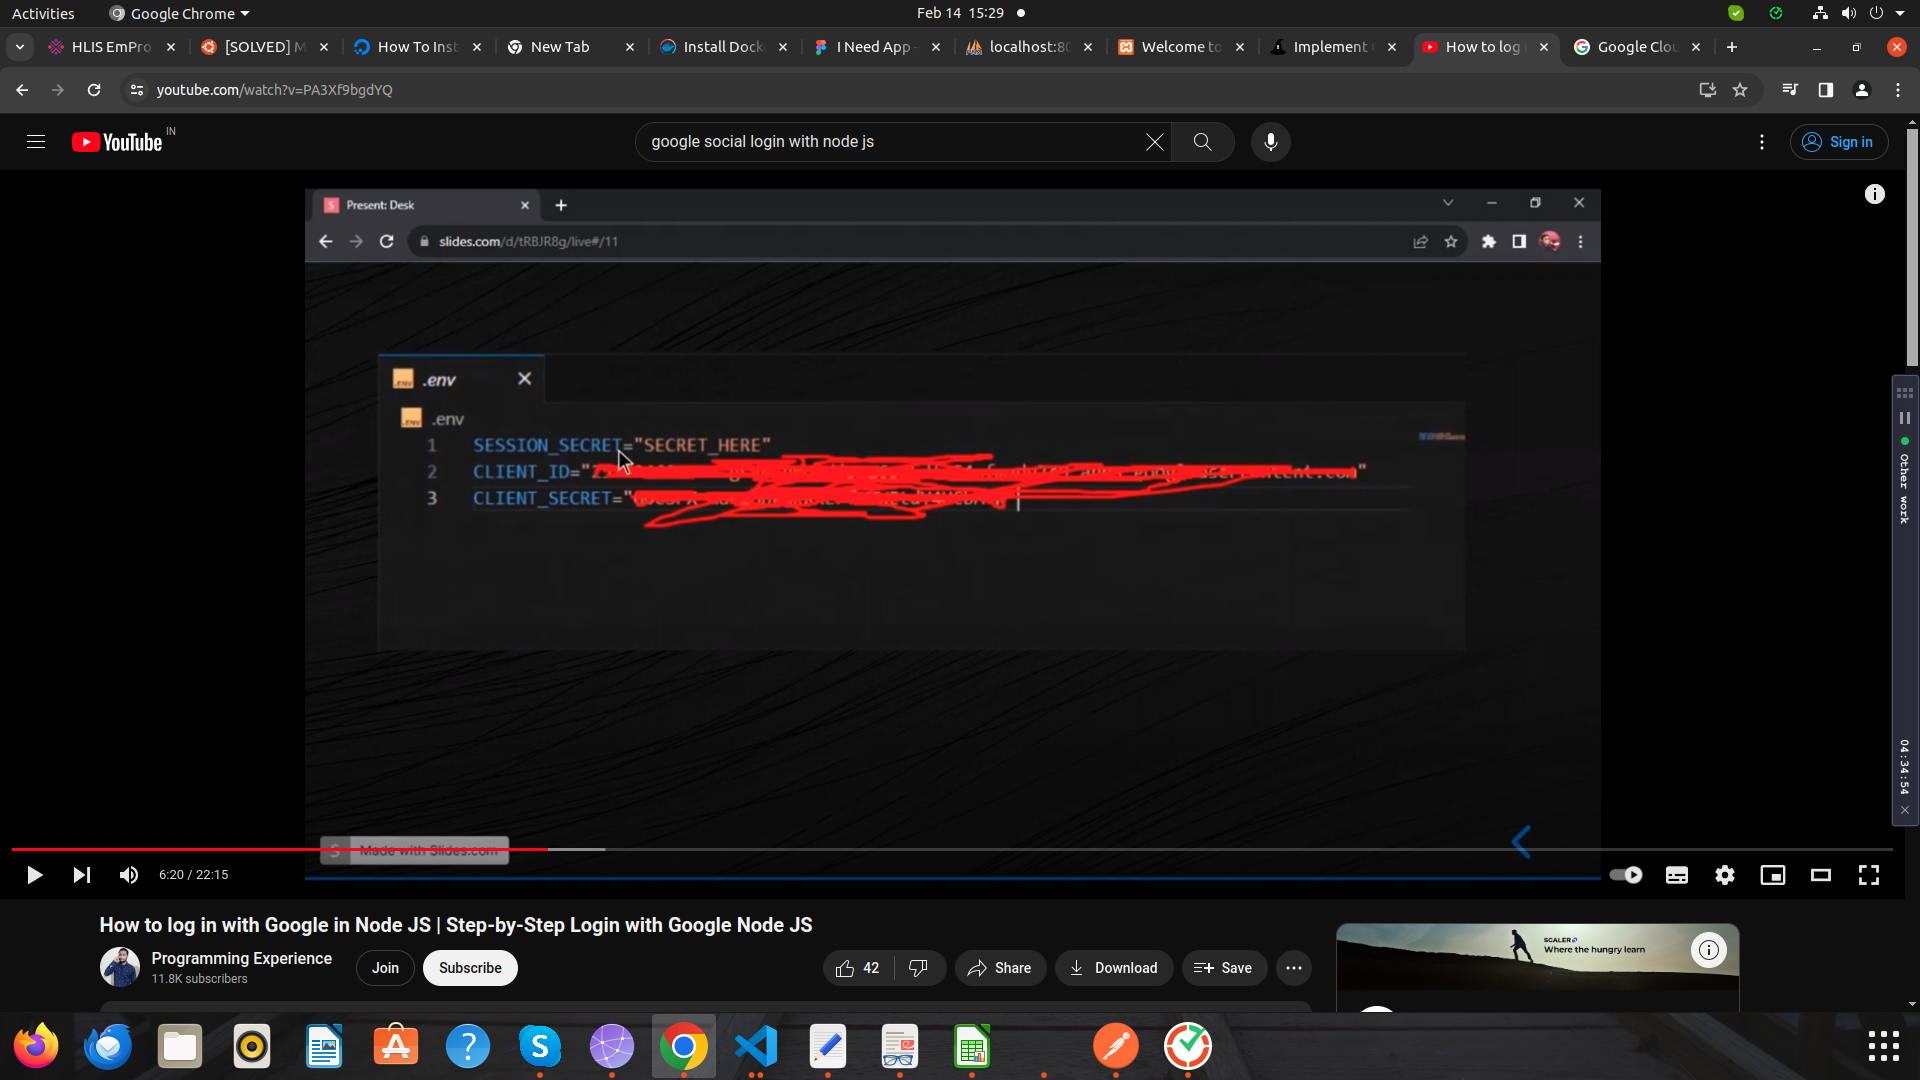 Activities
Google Chrome
Feb 14 15:29
HLIS EmPro
[SOLVED] M
How To Inst
New Tab
Install Dock
I Need App -
localhost:80
Welcome to
Implement
How to log
Google Clou
youtube.com/watch?v=PA3Xf9bgdYQ
YouTube IN
google social login with node js
Sign in
Present: Desk
slides.com/d/tRBJR8g/live#/11
.env
.env
1 SESSION_SECRET="SECRET_HERE"
2 CLIENT_ID="
3 CLIENT_SECRET="
Other work
04:34:54
Made with Slides.com
6:20 / 22:15
How to log in with Google in Node JS | Step-by-Step Login with Google Node JS
Programming Experience
11.8K subscribers
Join
Subscribe
42
Share
Download
Save
SCALER
Where the hungry learn